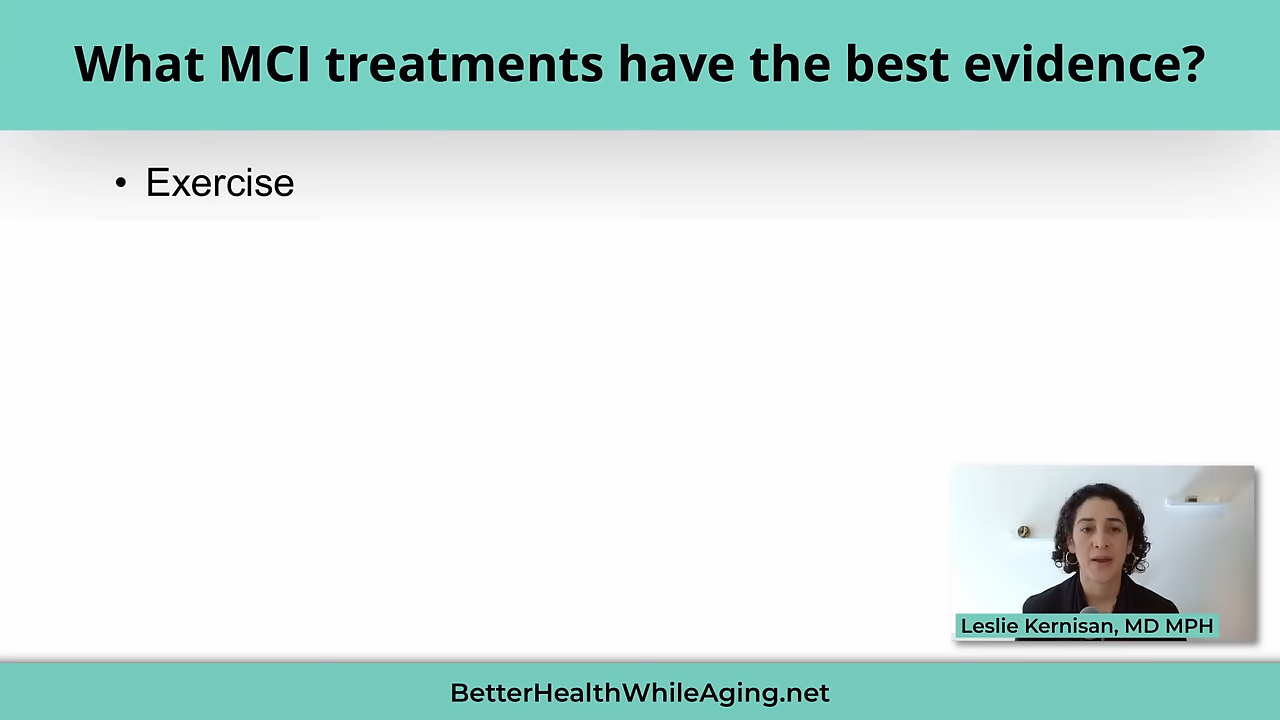 What MCI treatments have the best evidence?
• Exercise
Leslie Kernisan, MD MPH
BetterHealthWhileAging.net